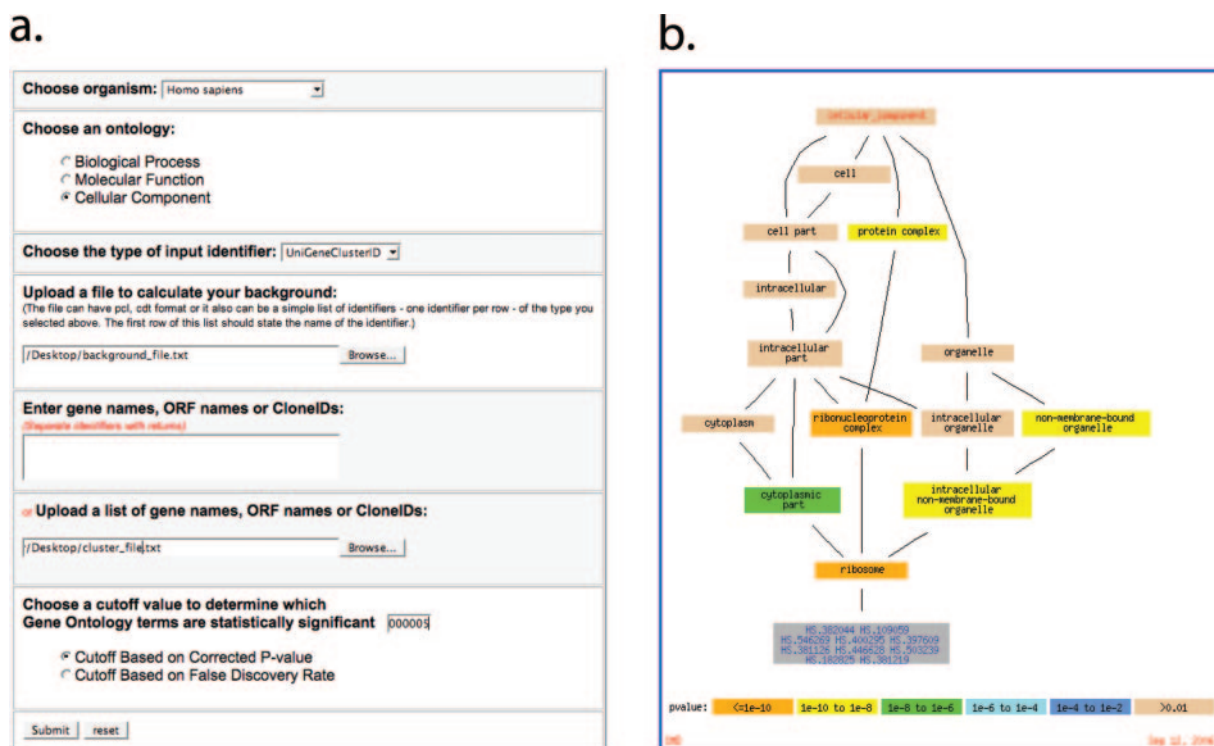 a.
Choose organism: Homo sapiens
Choose an ontology:
Biological Process
Molecular Function
Cellular Component
Choose the type of input identifier: UniGeneClusterID
Upload a file to calculate your background:
(The file can have pcl, cdt format or it also can be a simple list of identifiers - one identifier per row - of the type you
selected above. The first row of this list should state the name of the identifier.)
/Desktop/background_file.txt Browse...
Enter gene names, ORF names or CloneIDs:
(Separate identifiers with returns)
or Upload a list of gene names, ORF names or CloneIDs:
/Desktop/cluster_file.txt Browse...
Choose a cutoff value to determine which
Gene Ontology terms are statistically significant 000005
Cutoff Based on Corrected P-value
Cutoff Based on False Discovery Rate
Submit reset
b.
cellular_component
cell
cell part protein complex
intracellular
intracellular
part
organelle
cytoplasm
ribonucleoprotein
complex
intracellular
organelle
non-membrane-bound
organelle
cytoplasmic
part
intracellular
non-membrane-bound
organelle
ribosome
HS.382044 HS.109059
HS.546269 HS.400295 HS.397609
HS.381126 HS.446628 HS.503239
HS.182825 HS.381219
pvalue: <=1e-10 1e-10 to 1e-8 1e-8 to 1e-6 1e-6 to 1e-4 1e-4 to 1e-2 >0.01
Sep 12,